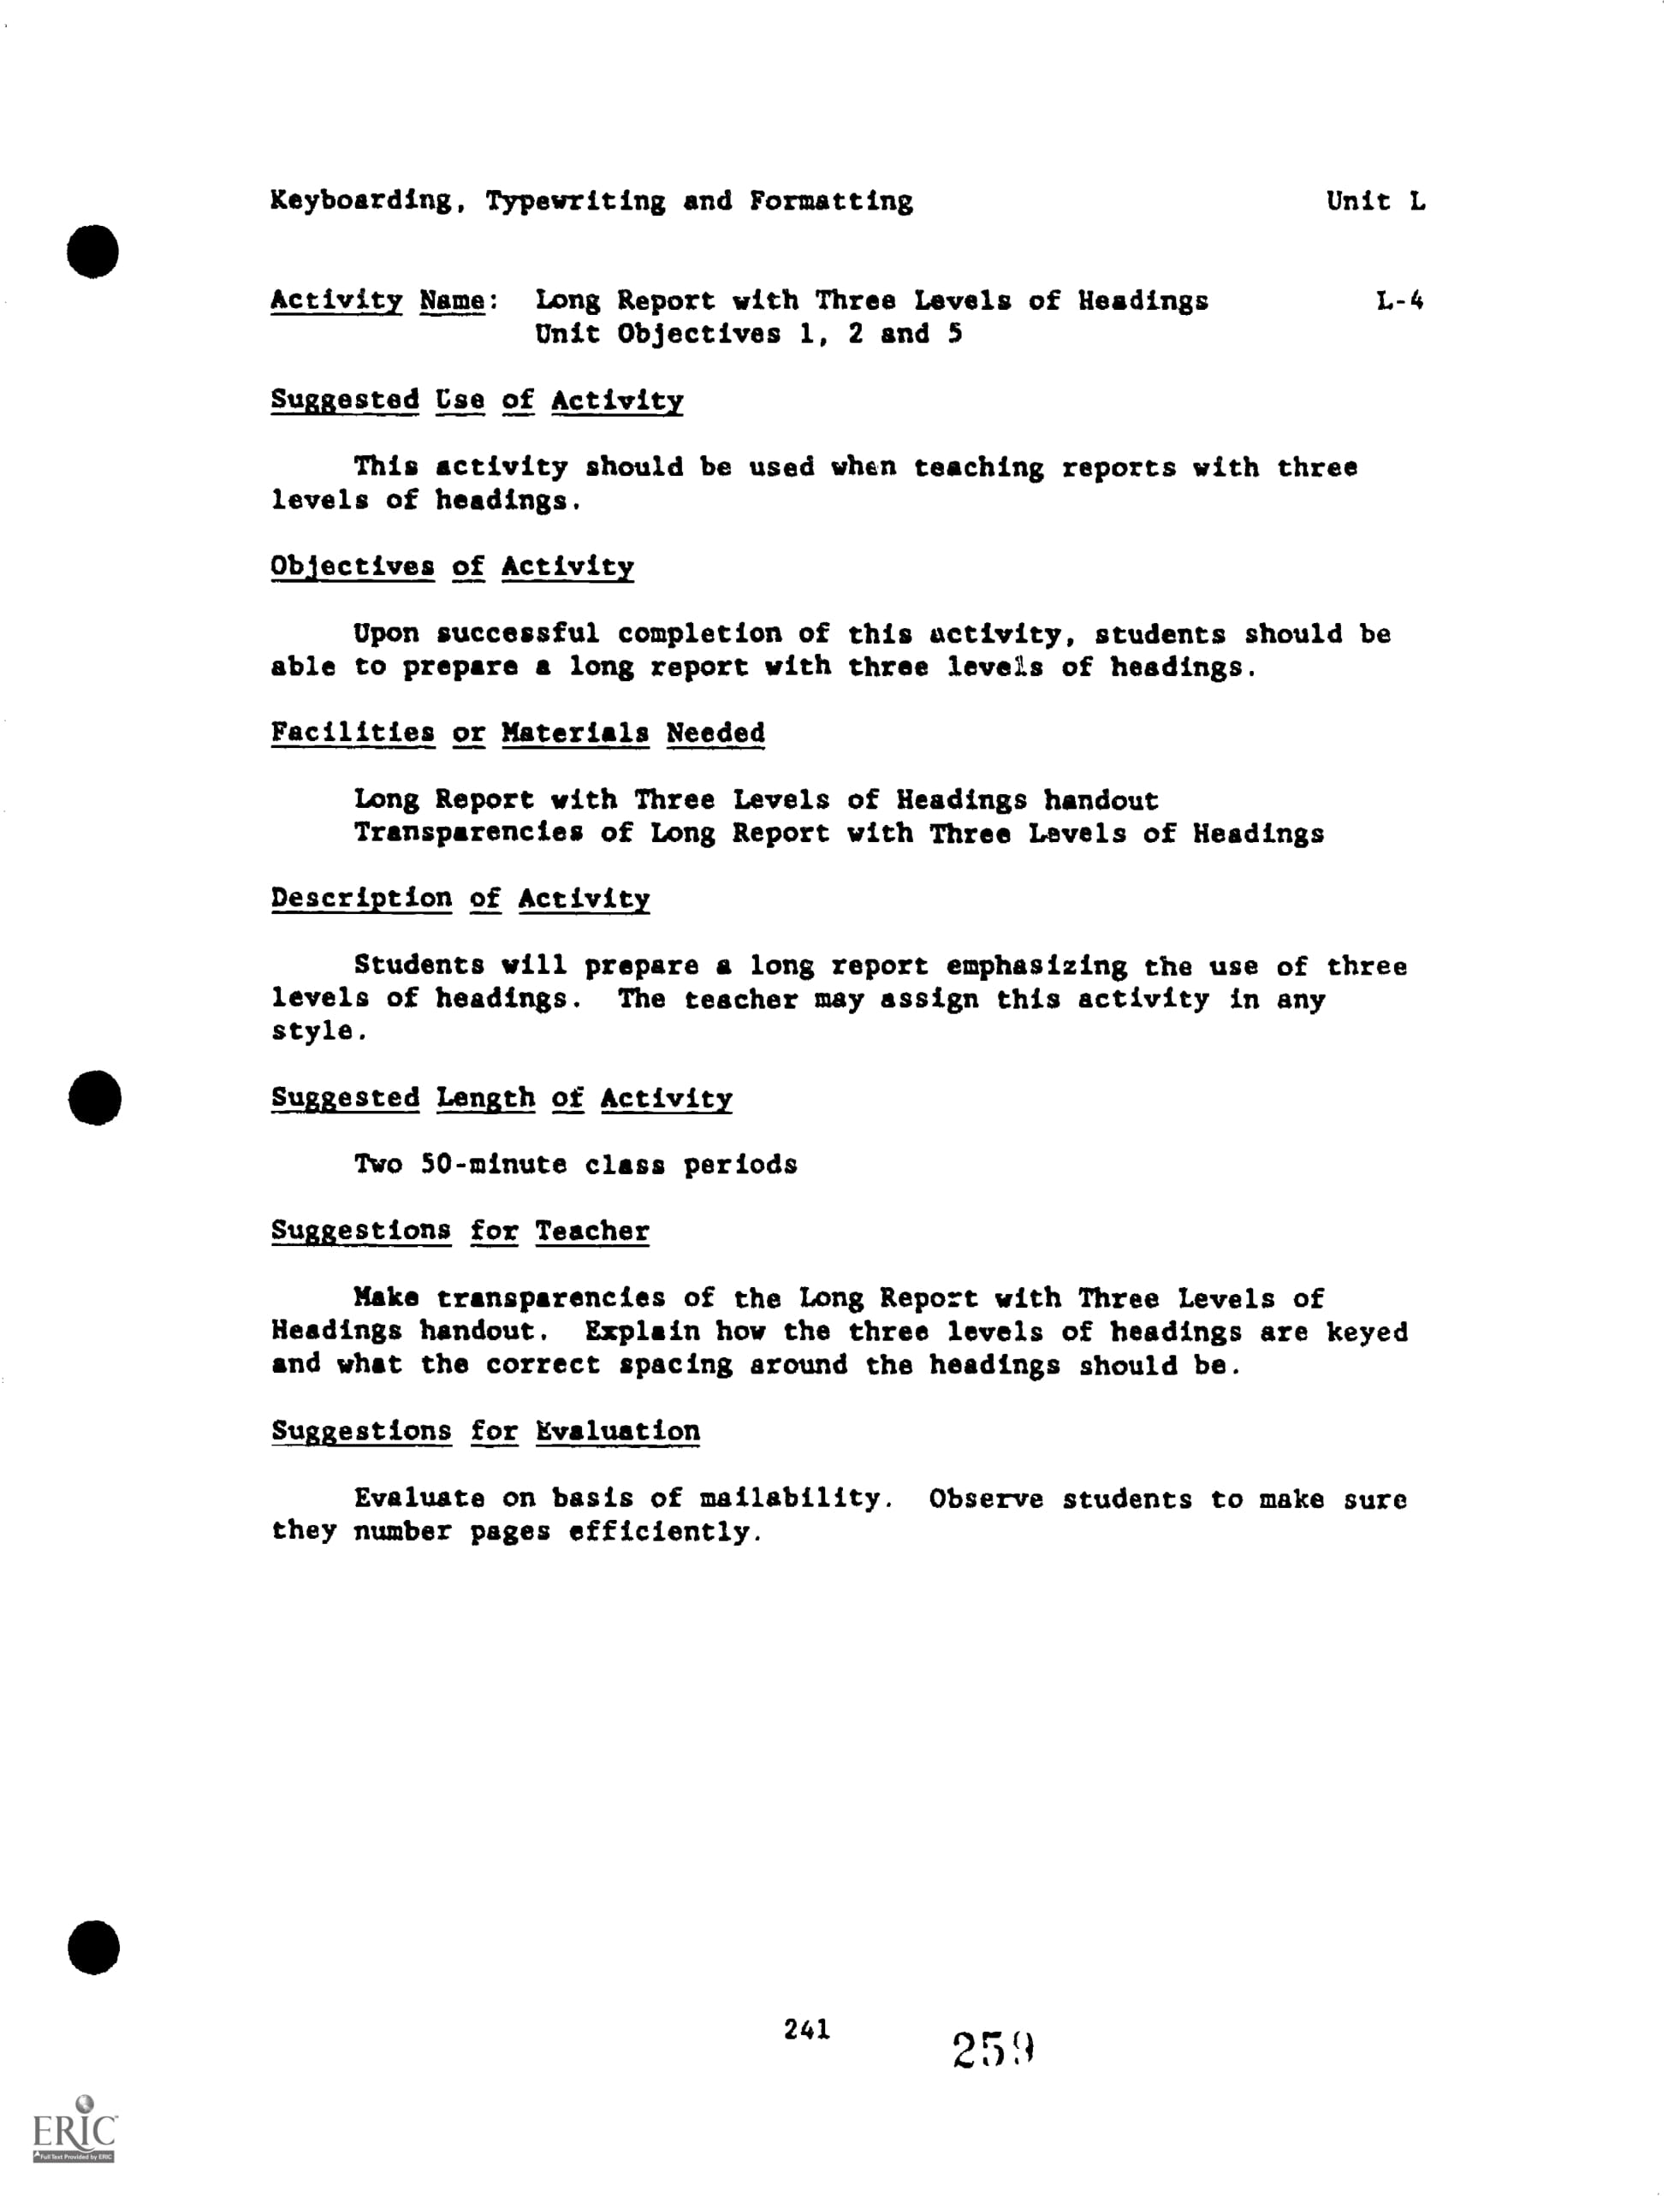 Keyboarding, Typewriting and Formatting Unit L
Activity Name: Long Report with Three Levels of Headings L-4
Unit Objectives 1, 2 and 5
Suggested Use of Activity
This activity should be used when teaching reports with three
levels of headings.
Objectives of Activity
Upon successful completion of this activity, students should be
able to prepare a long report with three levels of headings.
Facilities or Materials Needed
Long Report with Three Levels of Headings handout
Transparencies of Long Report with Three Levels of Headings
Description of Activity
Students will prepare a long report emphasizing the use of three
levels of headings. The teacher may assign this activity in any
style.
Suggested Length of Activity
Two 50-minute class periods
Suggestions for Teacher
Make transparencies of the Long Report with Three Levels of
Headings handout. Explain how the three levels of headings are keyed
and what the correct spacing around the headings should be.
Suggestions for Evaluation
Evaluate on basis of mailability. Observe students to make sure
they number pages efficiently.
241
259
ERIC
Full Text Provided by ERIC